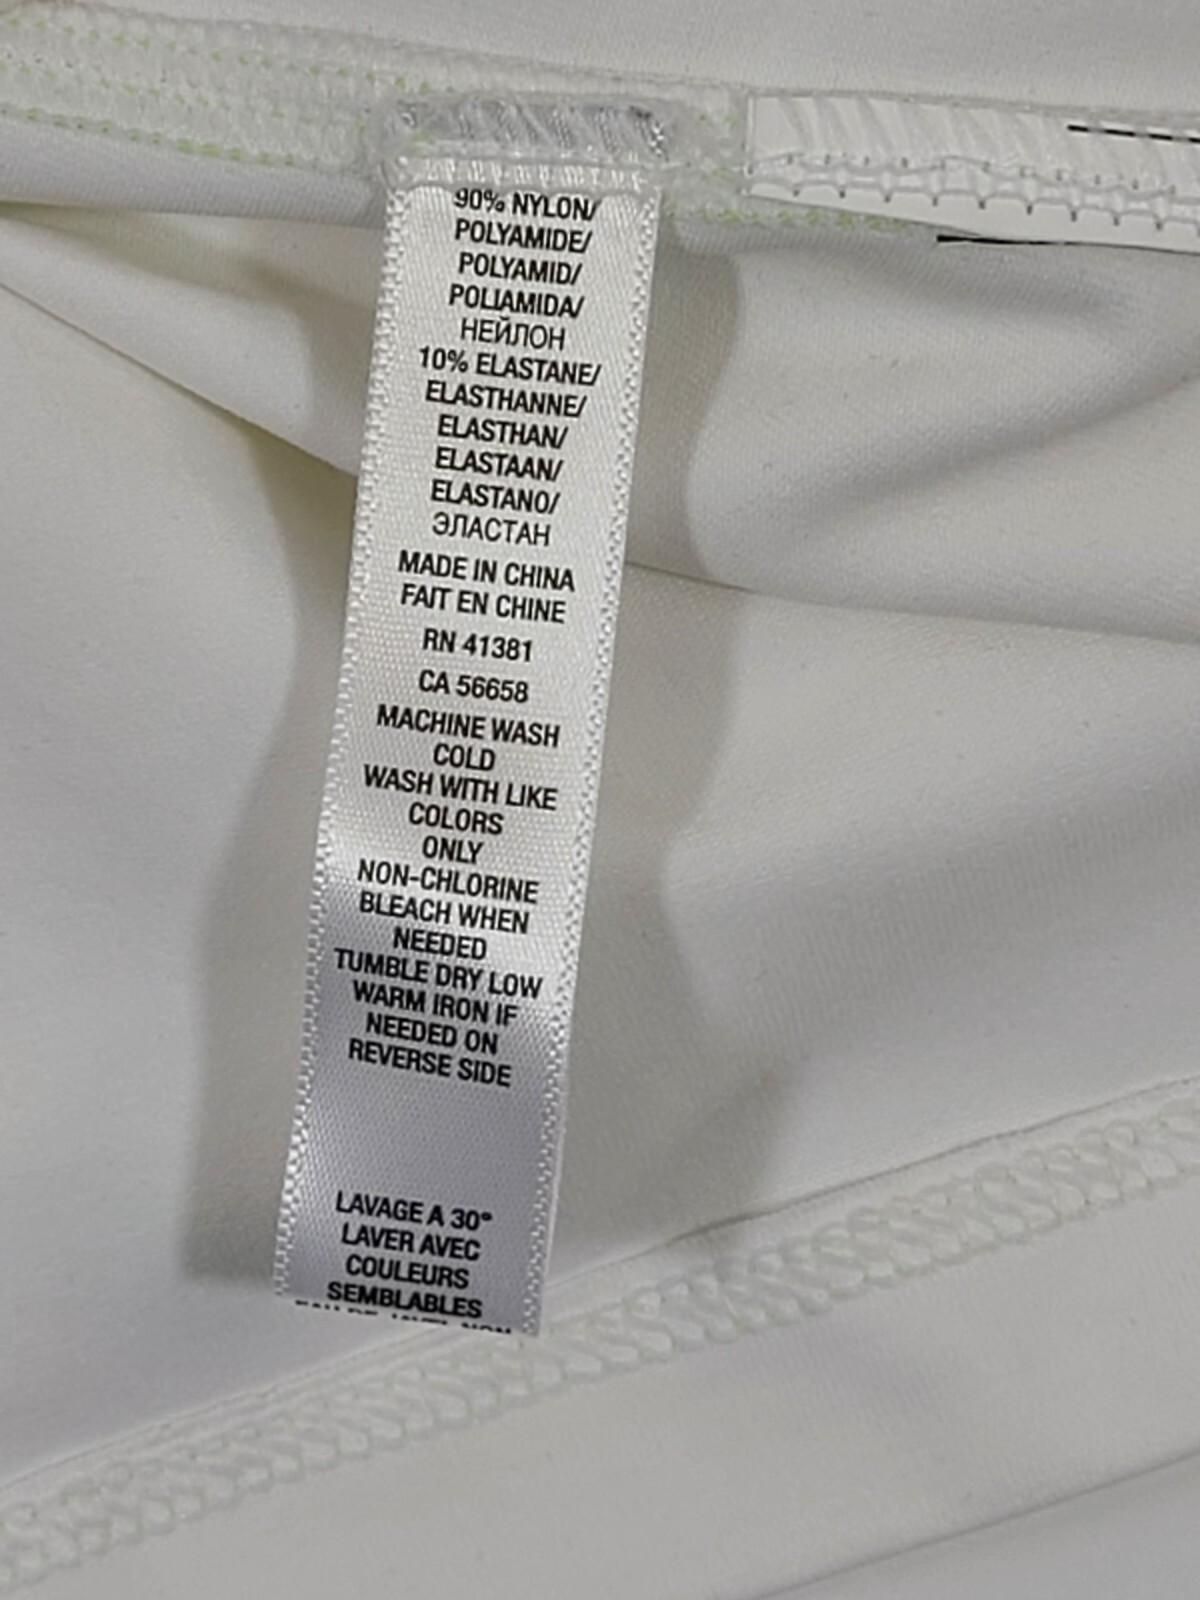 90% NYLON/
POLYAMIDE/
POLYAMID/
POLIAMIDA/
НЕЙЛОН
10% ELASTANE/
ELASTHANNE/
ELASTHAN/
ELASTAAN/
ELASTANO/
ЭЛАСТАН
MADE IN CHINA
FAIT EN CHINE
RN 41381
CA 56658
MACHINE WASH
COLD
WASH WITH LIKE
COLORS
ONLY
NON-CHLORINE
BLEACH WHEN
NEEDED
TUMBLE DRY LOW
WARM IRON IF
NEEDED ON
REVERSE SIDE
LAVAGE A 30°
LAVER AVEC
COULEURS
SEMBLABLES